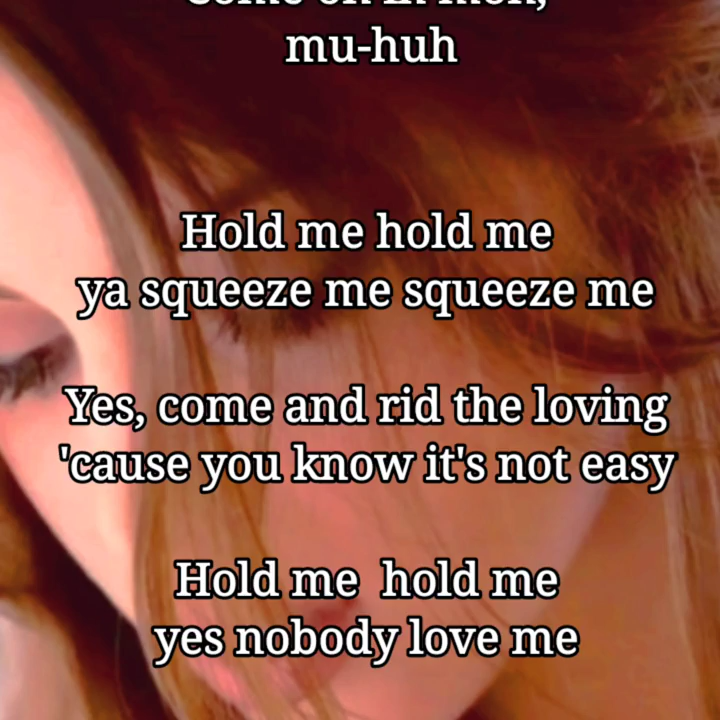 mu-huh
Hold me hold me
ya squeeze me squeeze me
Yes, come and rid the loving
'cause you know it's not easy
Hold me hold me
yes nobody love me